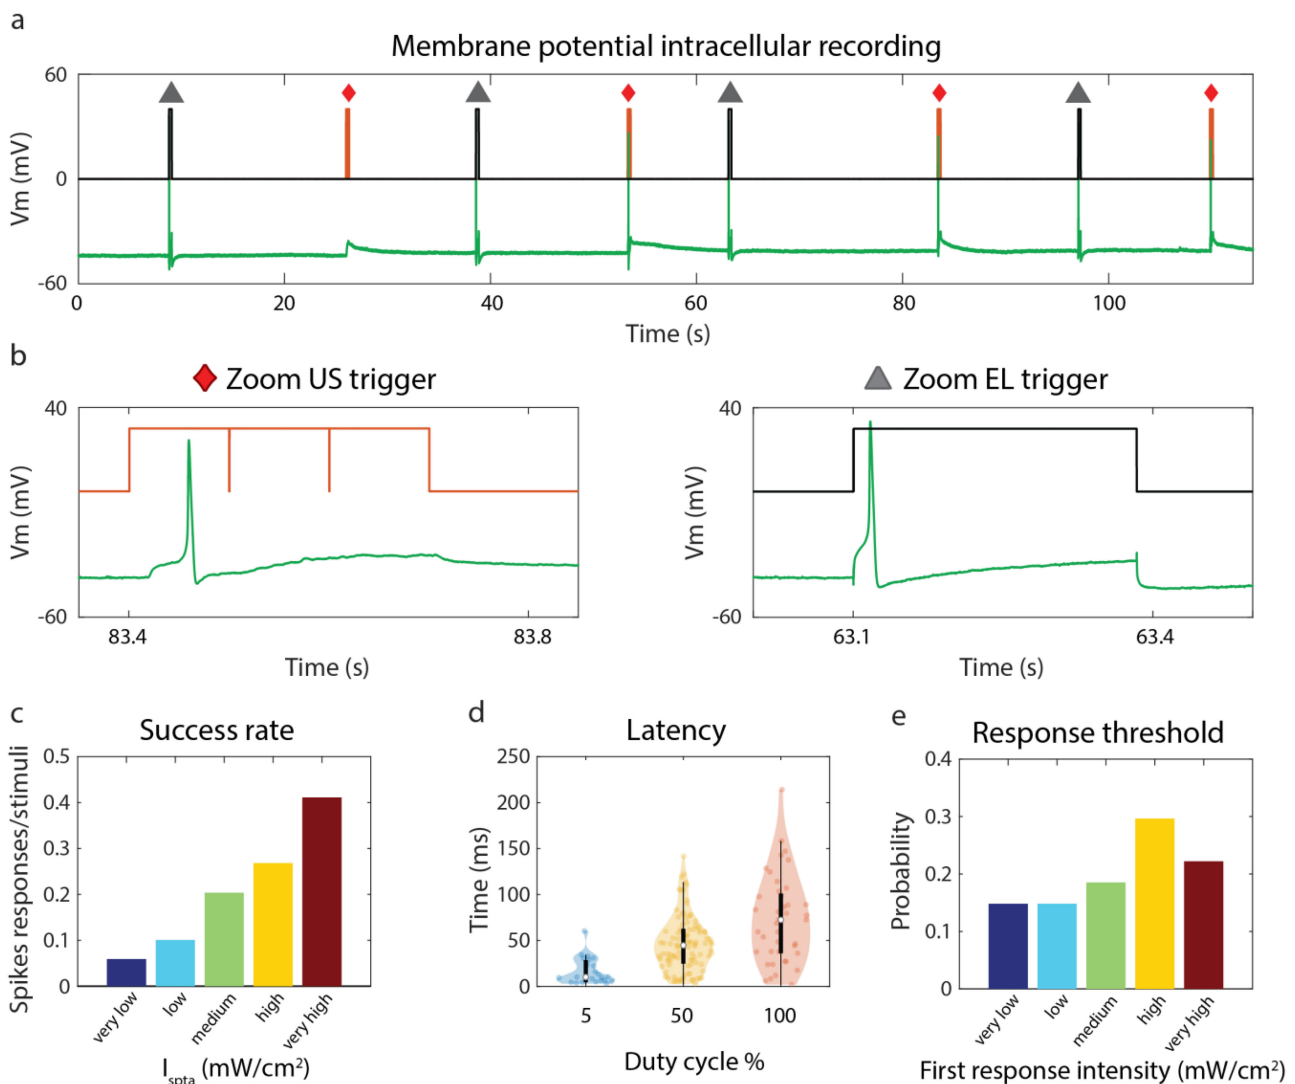 a
Membrane potential intracellular recording
60
0
-60
Vm (mV)
0 20 40 60 80 100
Time (s)
b
Zoom US trigger
40
-60
Vm (mV)
83.4 83.8
Time (s)
Zoom EL trigger
40
-60
Vm (mV)
63.1 63.4
Time (s)
c
Success rate
Spikes responses/stimuli
0.5
0.4
0.3
0.2
0.1
0
very low
low
medium
high
very high
Ispta (mW/cm²)
d
Latency
Time (ms)
250
200
150
100
50
0
5 50 100
Duty cycle %
e
Response threshold
Probability
0.4
0.3
0.2
0.1
0
very low
low
medium
high
very high
First response intensity (mW/cm²)